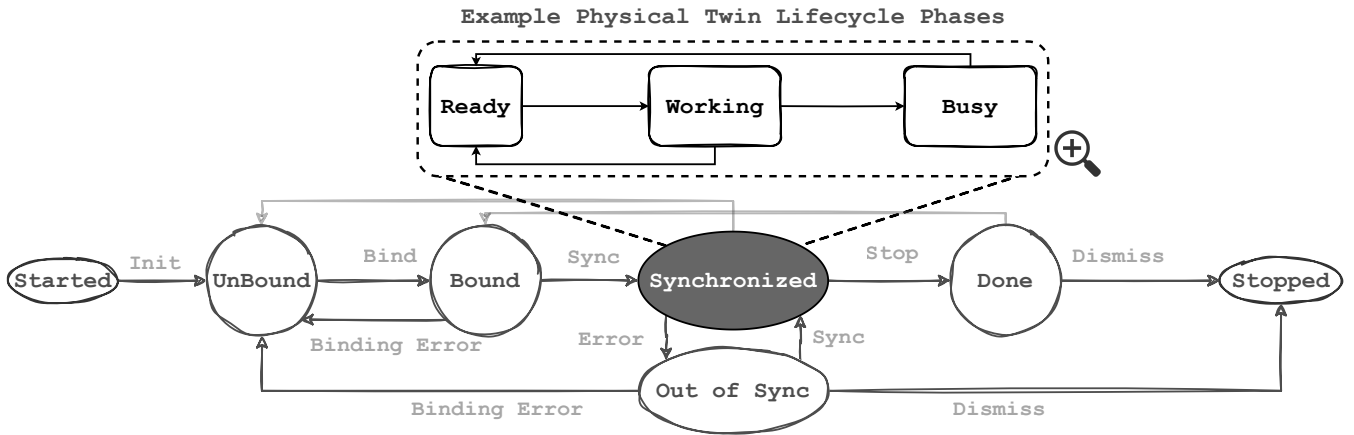 Example Physical Twin Lifecycle Phases
Ready
Working
Busy
Started
Init
UnBound
Bind
Bound
Sync
Synchronized
Stop
Done
Dismiss
Stopped
Binding Error
Error
Sync
Out of Sync
Binding Error
Dismiss